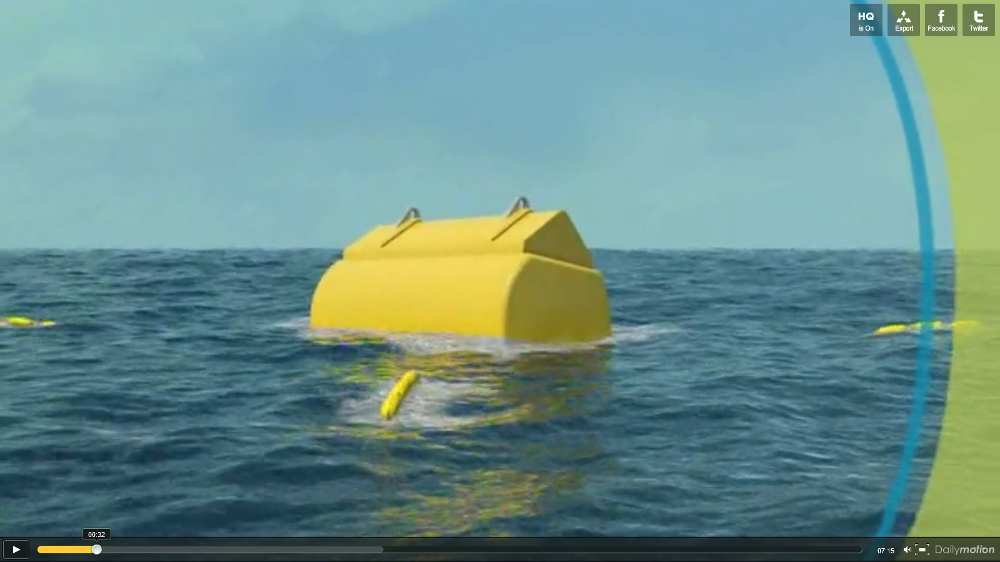 HQ
is On
Export
Facebook
Twitter
00:32
07:15
Dailymotion